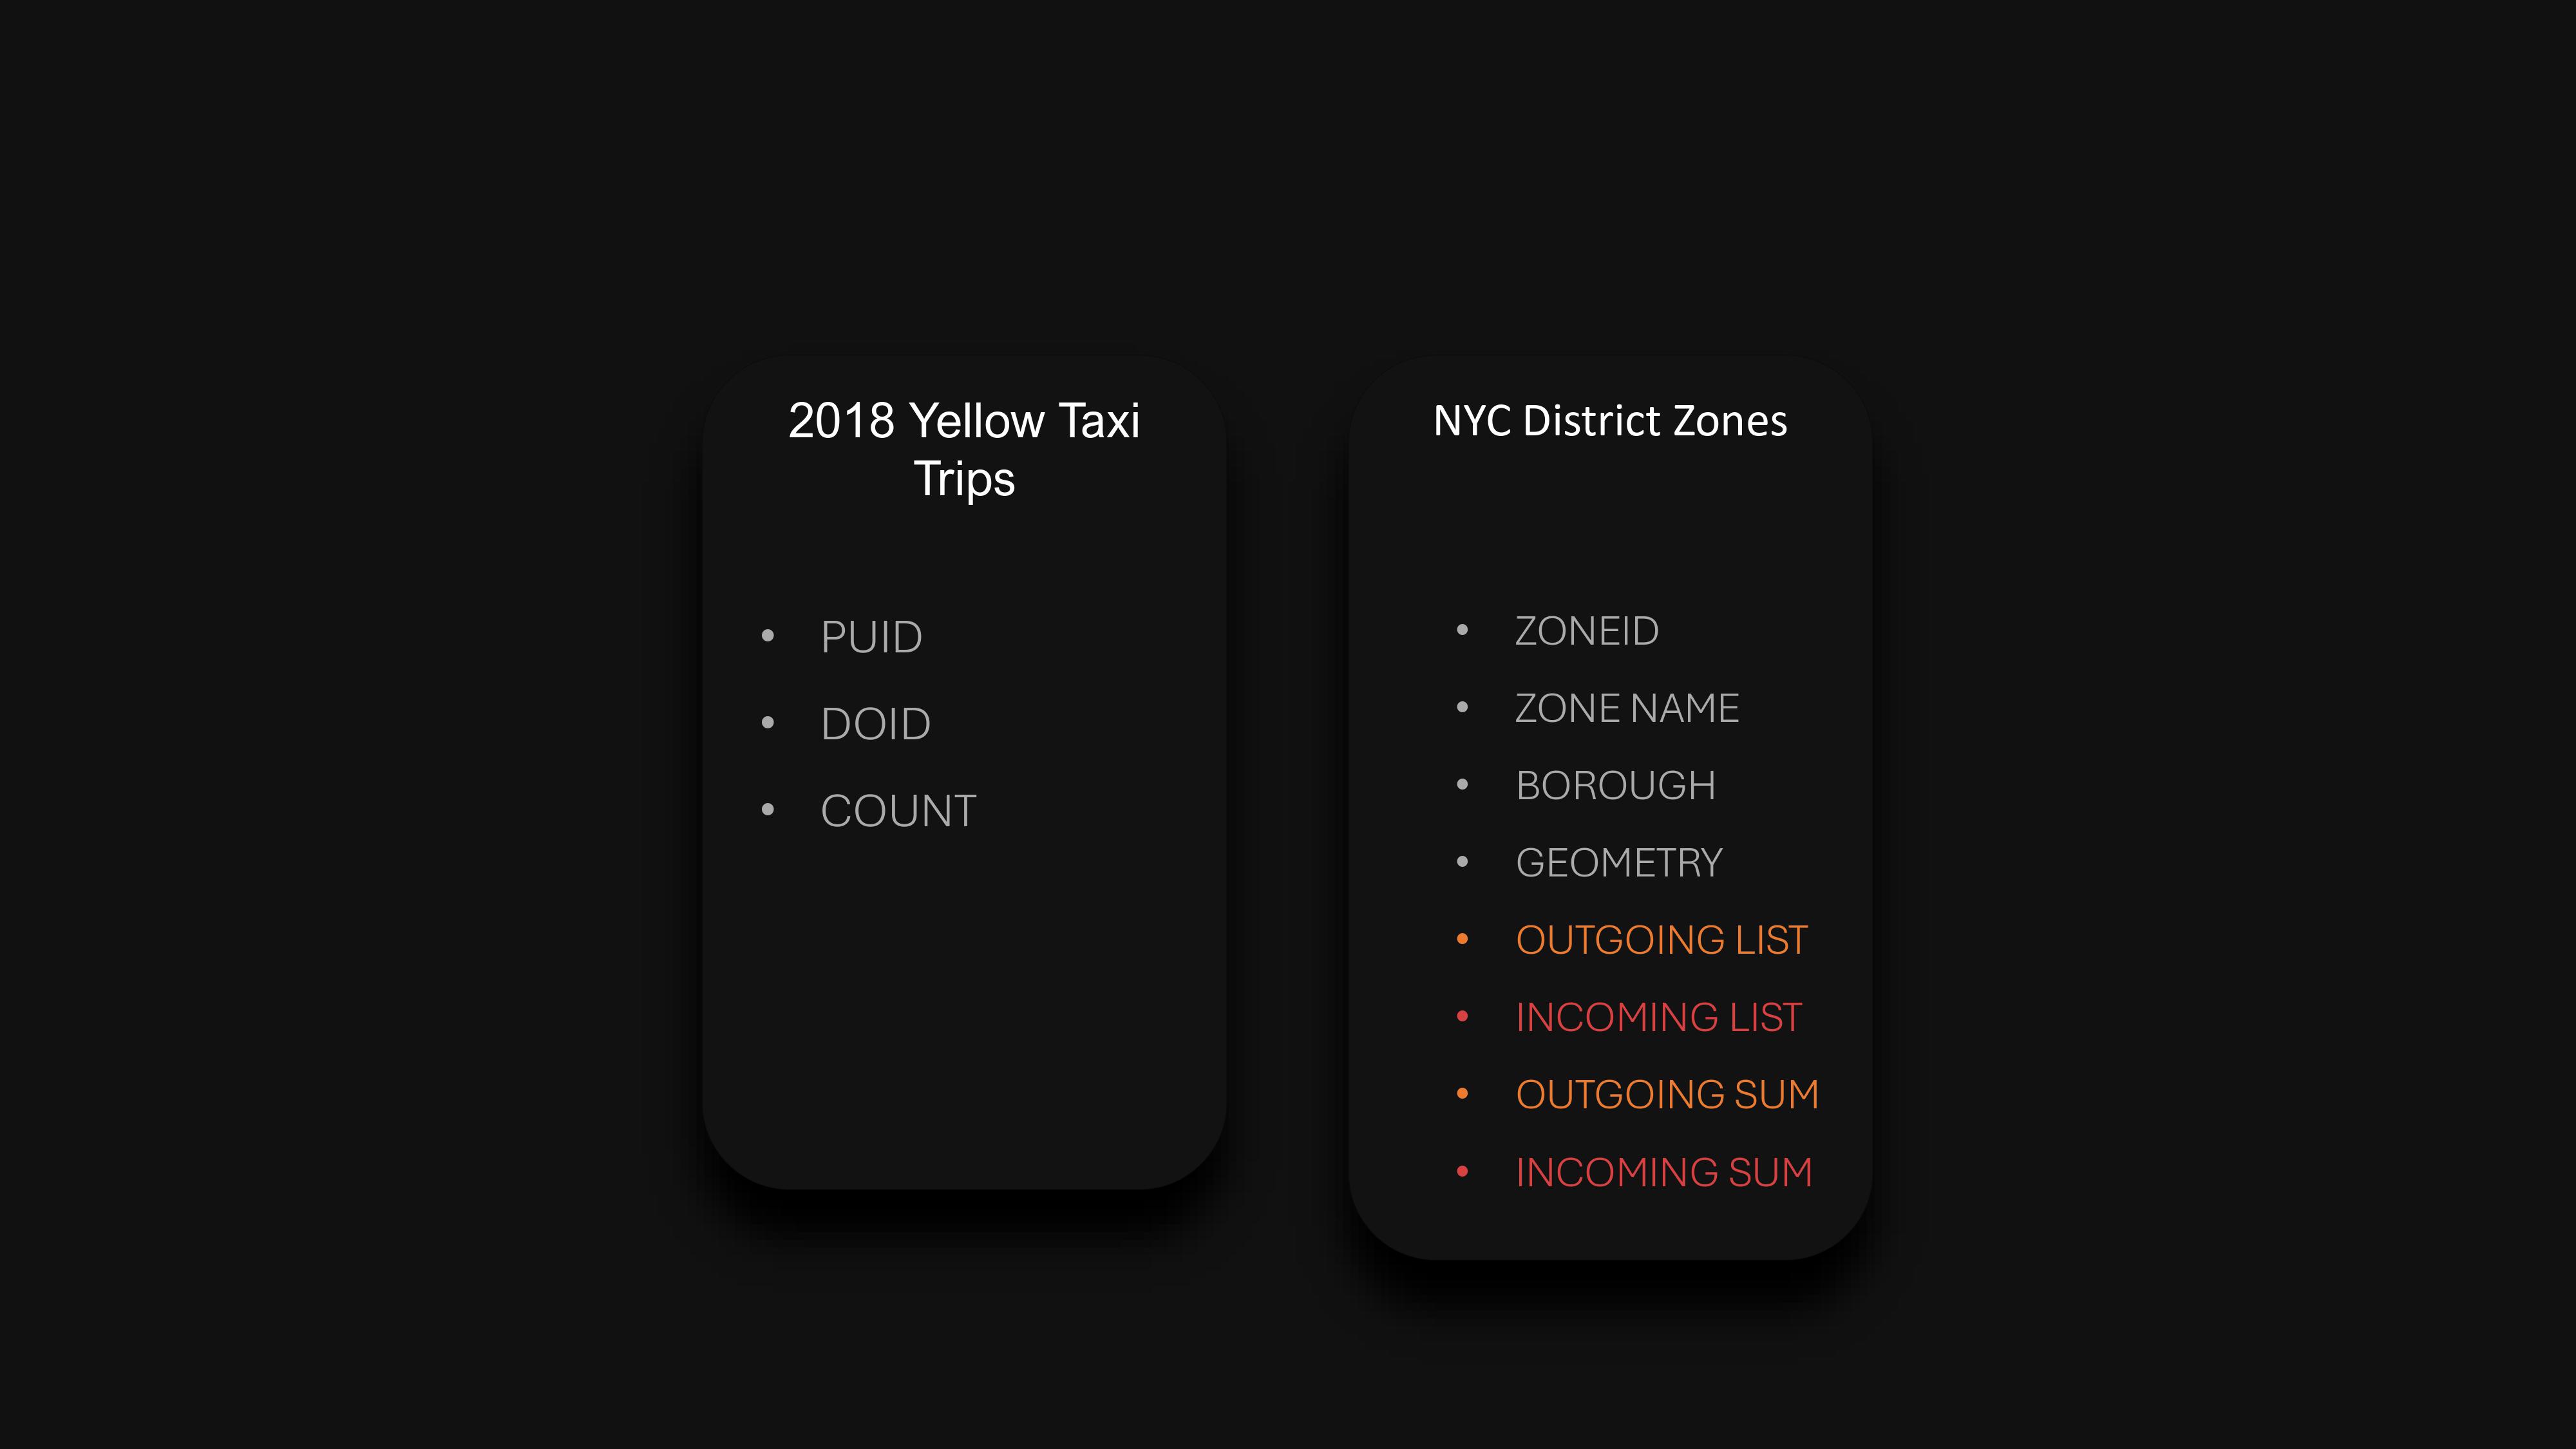 2018 Yellow Taxi
Trips
• PUID
• DOID
• COUNT
NYC District Zones
• ZONEID
• ZONE NAME
• BOROUGH
• GEOMETRY
• OUTGOING LIST
• INCOMING LIST
• OUTGOING SUM
• INCOMING SUM